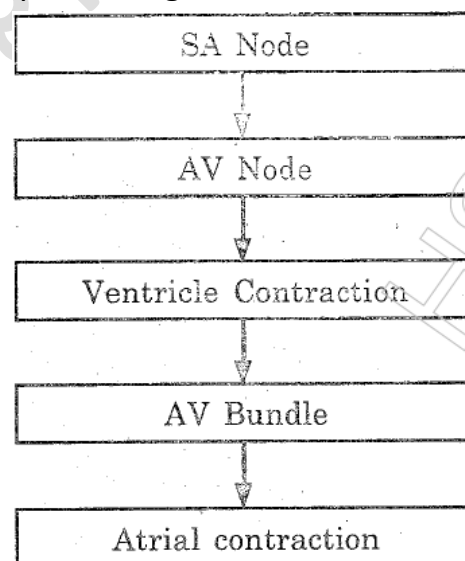 SA Node
AV Node
Ventricle Contraction
AV Bundle
Atrial contraction